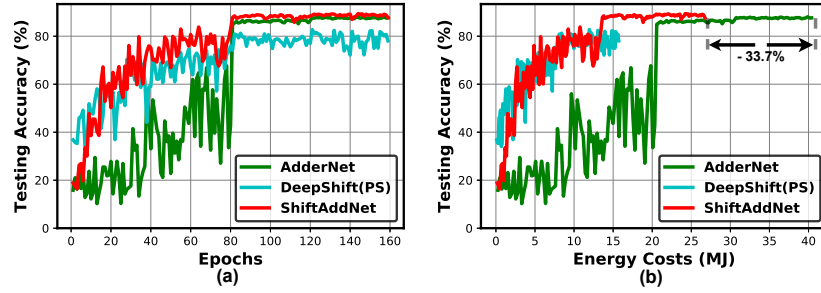 Testing Accuracy (%)
80
60
40
20
0
0 20 40 60 80 100 120 140 160
Epochs
(a)
AdderNet
DeepShift(PS)
ShiftAddNet
Testing Accuracy (%)
80
60
40
20
0
0 5 10 15 20 25 30 35 40
Energy Costs (MJ)
(b)
- 33.7%
AdderNet
DeepShift(PS)
ShiftAddNet